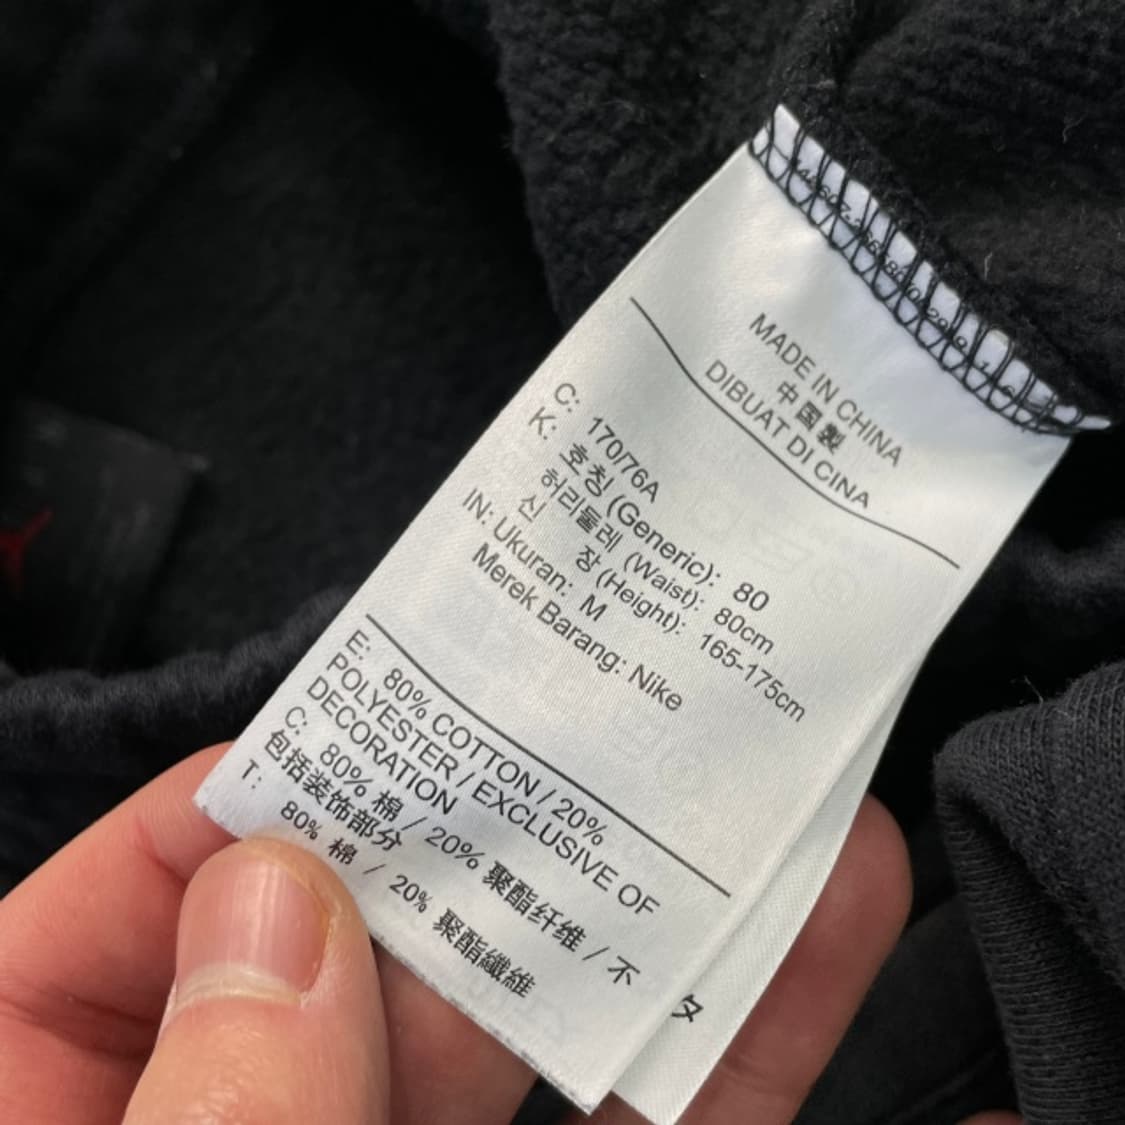 MADE IN CHINA
中国製
DIBUAT DI CINA
C: 170/76A
K: 호칭 (Generic): 80
허리둘레 (Waist): 80cm
신 장 (Height): 165-175cm
IN: Ukuran: M
Merek Barang: Nike
E: 80% COTTON / 20%
POLYESTER / EXCLUSIVE OF
DECORATION
C: 80% 棉 / 20% 聚酯纤维 / 不
包括装饰部分
T: 80% 棉 / 20% 聚酯纖維